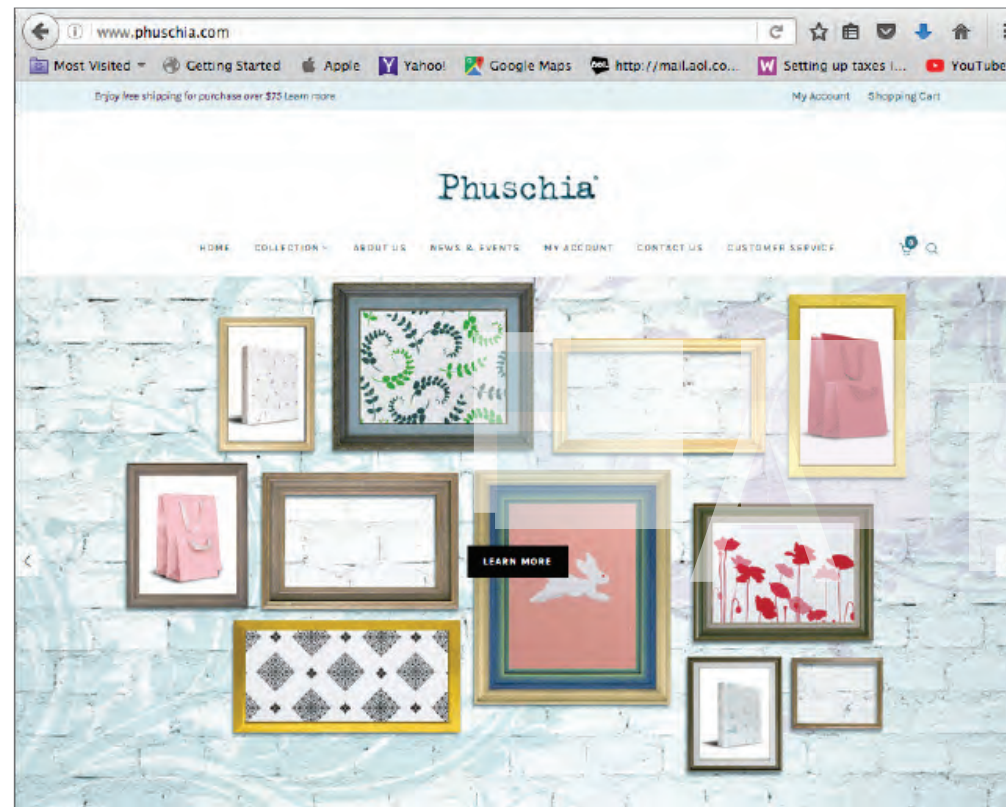 www.phuschia.com
Most Visited Getting Started Apple Yahoo! Google Maps http://mail.aol.co... Setting up taxes i... YouTube
Enjoy free shipping for purchase over $75 Learn more My Account Shopping Cart
Phuschia
HOME COLLECTION ABOUT US NEWS & EVENTS MY ACCOUNT CONTACT US CUSTOMER SERVICE
LEARN MORE